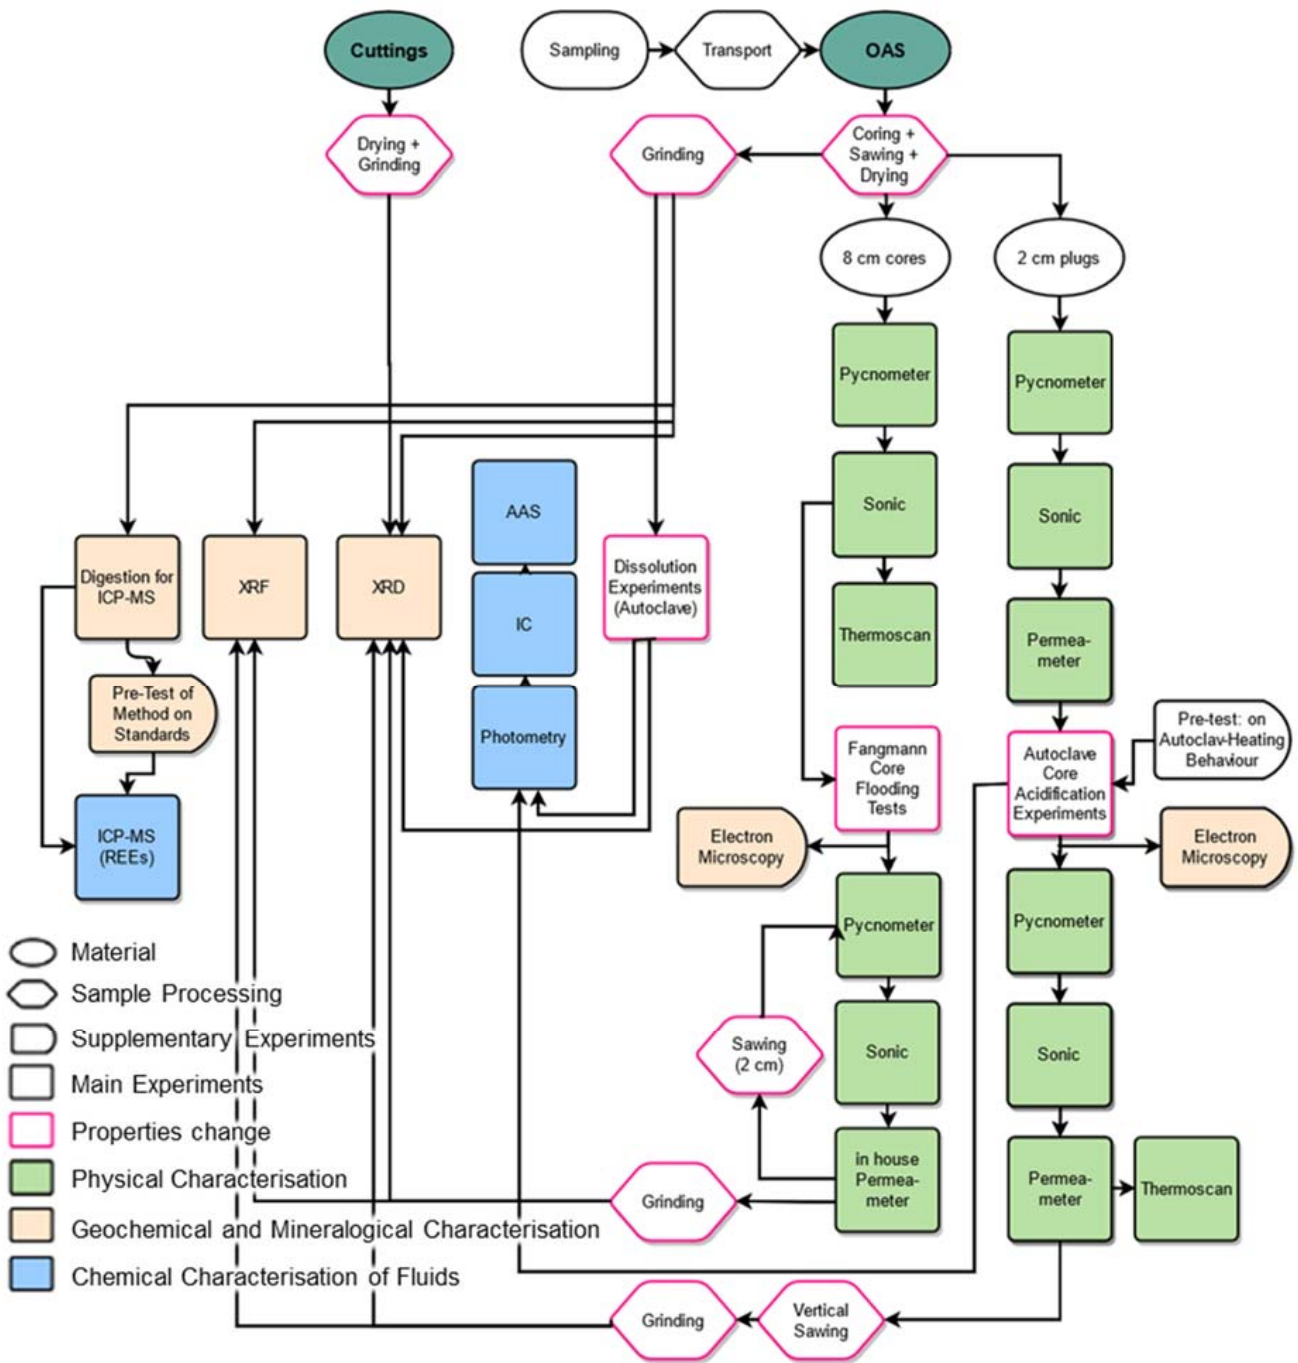 Cuttings
Sampling
Transport
OAS
Drying +
Grinding
Grinding
Coring +
Sawing +
Drying
8 cm cores
2 cm plugs
Pycnometer
Pycnometer
Sonic
Sonic
AAS
Digestion for
ICP-MS
XRF
XRD
IC
Dissolution
Experiments
(Autoclave)
Thermoscan
Permea-
meter
Pre-Test of
Method on
Standards
Photometry
Fangmann
Core
Flooding
Tests
Autoclave
Core
Acidification
Experiments
Pre-test: on
Autoclav-Heating
Behaviour
ICP-MS
(REEs)
Electron
Microscopy
Electron
Microscopy
Pycnometer
Pycnometer
Sawing
(2 cm)
Sonic
Sonic
in house
Permea-
meter
Permea-
meter
Thermoscan
Grinding
Grinding
Vertical
Sawing
Material
Sample Processing
Supplementary Experiments
Main Experiments
Properties change
Physical Characterisation
Geochemical and Mineralogical Characterisation
Chemical Characterisation of Fluids